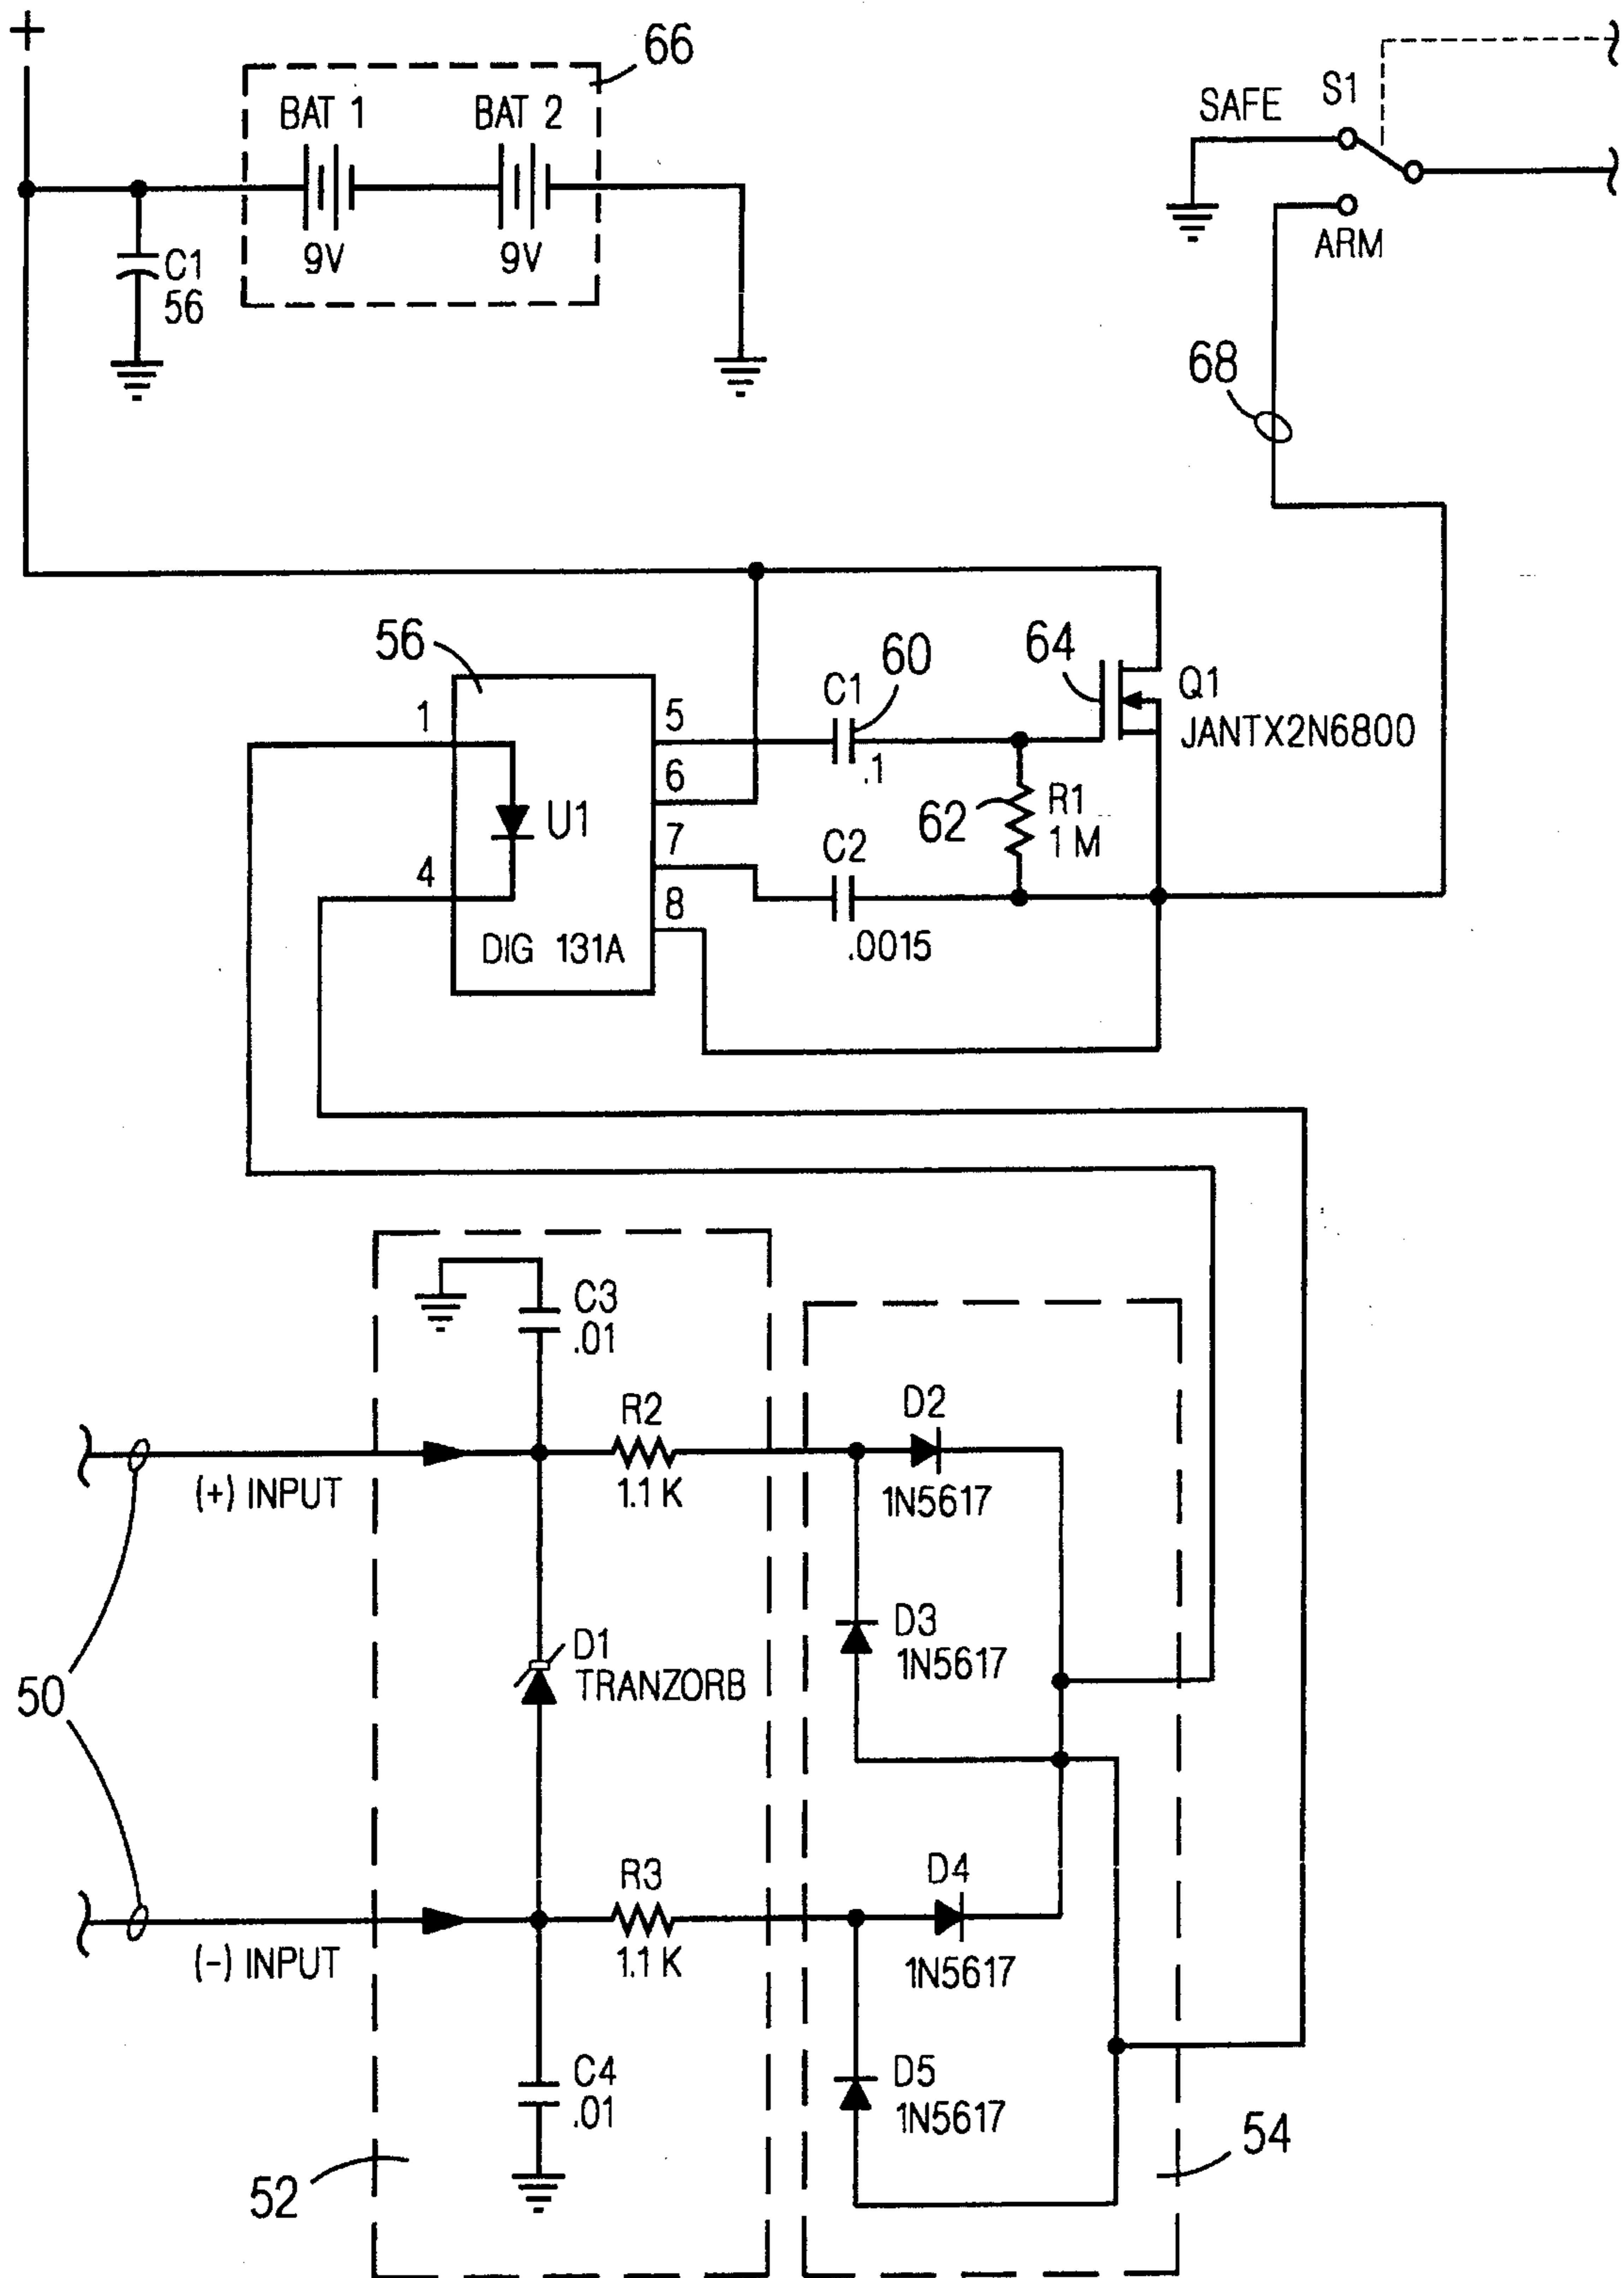 +
66
BAT 1 BAT 2
9V 9V
C1
56
SAFE S1
ARM
68
56
1
4
U1
DIG 131A
5
6
7
8
C1 60
.1
64
Q1
JANTX2N6800
62
R1
1 M
C2
.0015
C3
.01
R2
1.1 K
(+) INPUT
D2
1N5617
D1
TRANZORB
D3
1N5617
50
R3
1.1 K
(-) INPUT
D4
1N5617
C4
.01
D5
1N5617
52
54